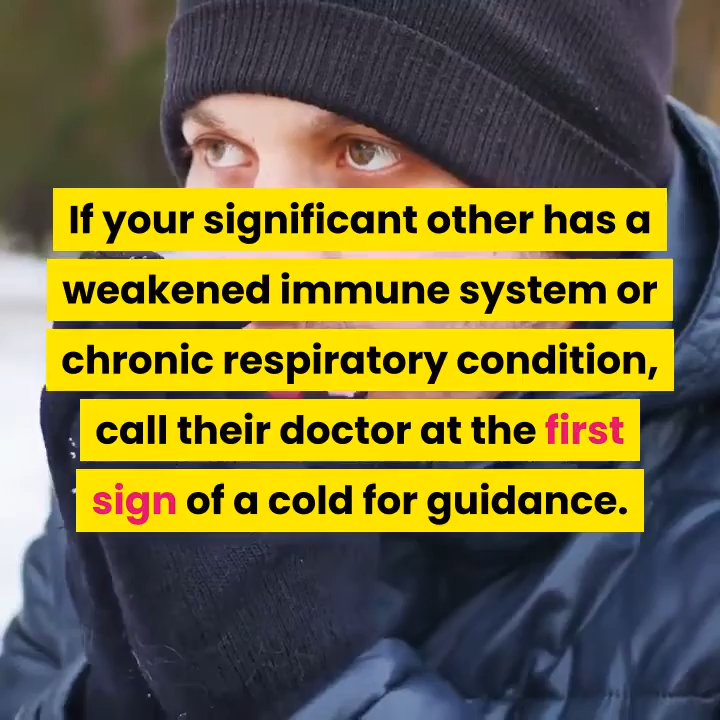 If your significant other has a
weakened immune system or
chronic respiratory condition,
call their doctor at the first
sign of a cold for guidance.